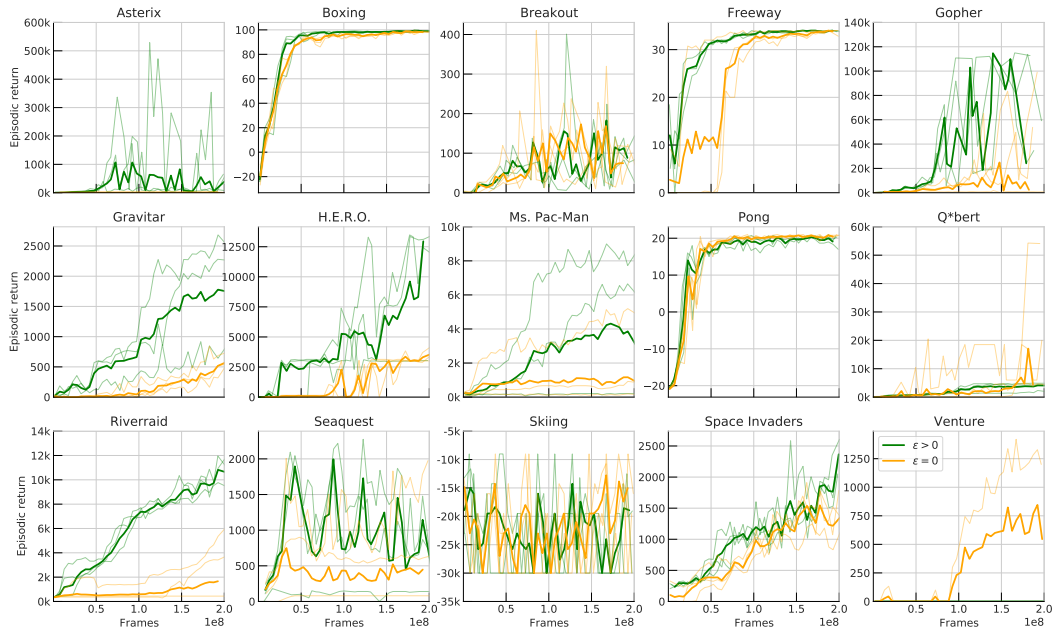 Asterix Boxing Breakout Freeway Gopher
Episodic return
600k
500k
400k
300k
200k
100k
0k
100
80
60
40
20
0
−20
400
300
200
100
0
30
20
10
0
140k
120k
100k
80k
60k
40k
20k
0k
Gravitar H.E.R.O. Ms. Pac-Man Pong Q*bert
Episodic return
2500
2000
1500
1000
500
0
12500
10000
7500
5000
2500
0
10k
8k
6k
4k
2k
0k
20
10
0
−10
−20
60k
50k
40k
30k
20k
10k
0k
Riverraid Seaquest Skiing Space Invaders Venture
Episodic return
14k
12k
10k
8k
6k
4k
2k
0k
2000
1500
1000
500
0
−5k
−10k
−15k
−20k
−25k
−30k
−35k
2500
2000
1500
1000
500
0
1250
1000
750
500
250
0
ε > 0
ε = 0
0.5 1.0 1.5 2.0
Frames 1e8
0.5 1.0 1.5 2.0
Frames 1e8
0.5 1.0 1.5 2.0
Frames 1e8
0.5 1.0 1.5 2.0
Frames 1e8
0.5 1.0 1.5 2.0
Frames 1e8